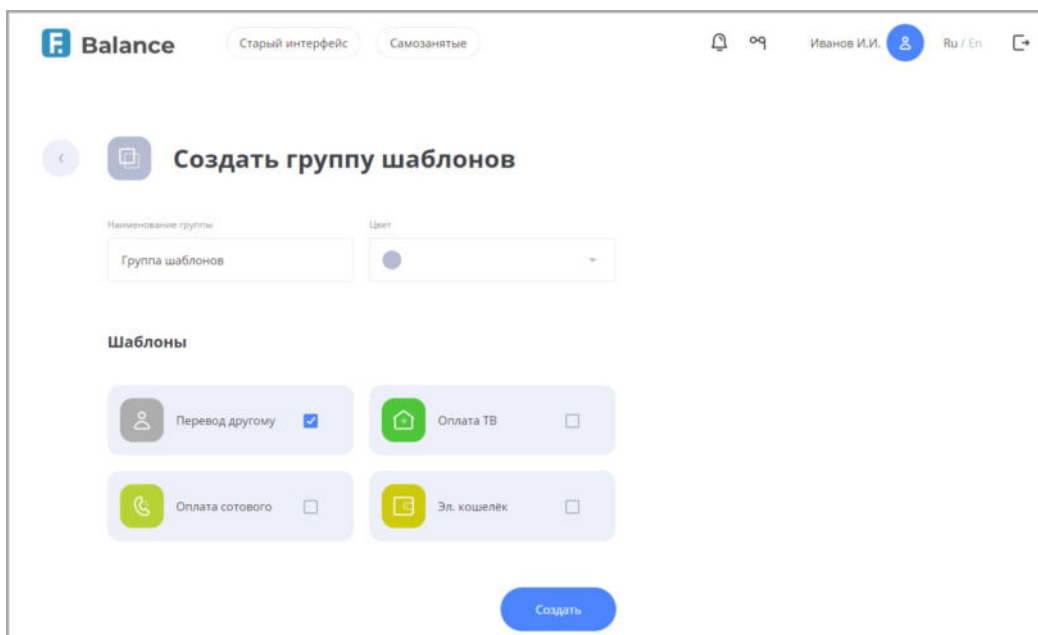 F. Balance Старый интерфейс Самозанятые Иванов И.И. Ru / En
Создать группу шаблонов
Наименование группы Цвет
Группа шаблонов
Шаблоны
Перевод другому Оплата ТВ
Оплата сотового Эл. кошелёк
Создать